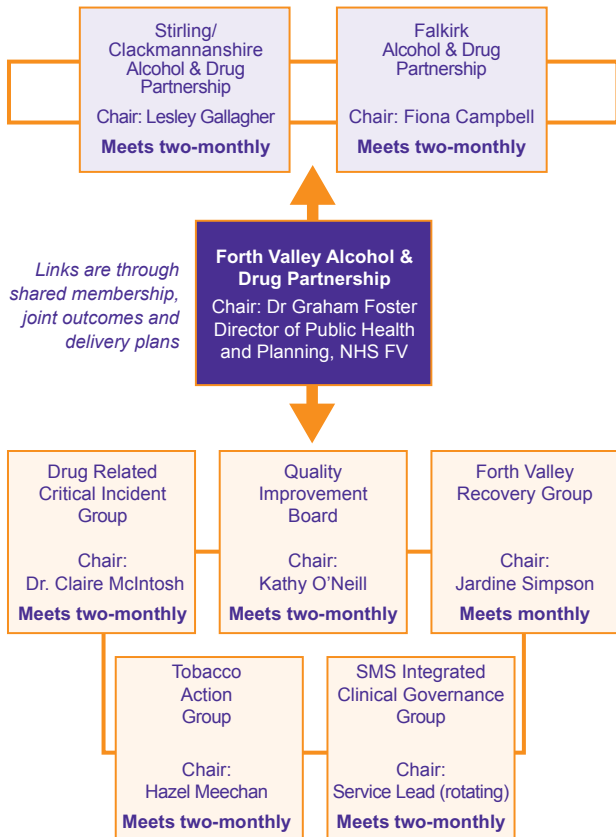 Stirling/
Clackmannanshire
Alcohol & Drug
Partnership
Chair: Lesley Gallagher
Meets two-monthly
Falkirk
Alcohol & Drug
Partnership
Chair: Fiona Campbell
Meets two-monthly
Links are through
shared membership,
joint outcomes and
delivery plans
Forth Valley Alcohol &
Drug Partnership
Chair: Dr Graham Foster
Director of Public Health
and Planning, NHS FV
Drug Related
Critical Incident
Group
Chair:
Dr. Claire McIntosh
Meets two-monthly
Quality
Improvement
Board
Chair:
Kathy O’Neill
Meets two-monthly
Forth Valley
Recovery Group
Chair:
Jardine Simpson
Meets monthly
Tobacco
Action
Group
Chair:
Hazel Meechan
Meets two-monthly
SMS Integrated
Clinical Governance
Group
Chair:
Service Lead (rotating)
Meets two-monthly